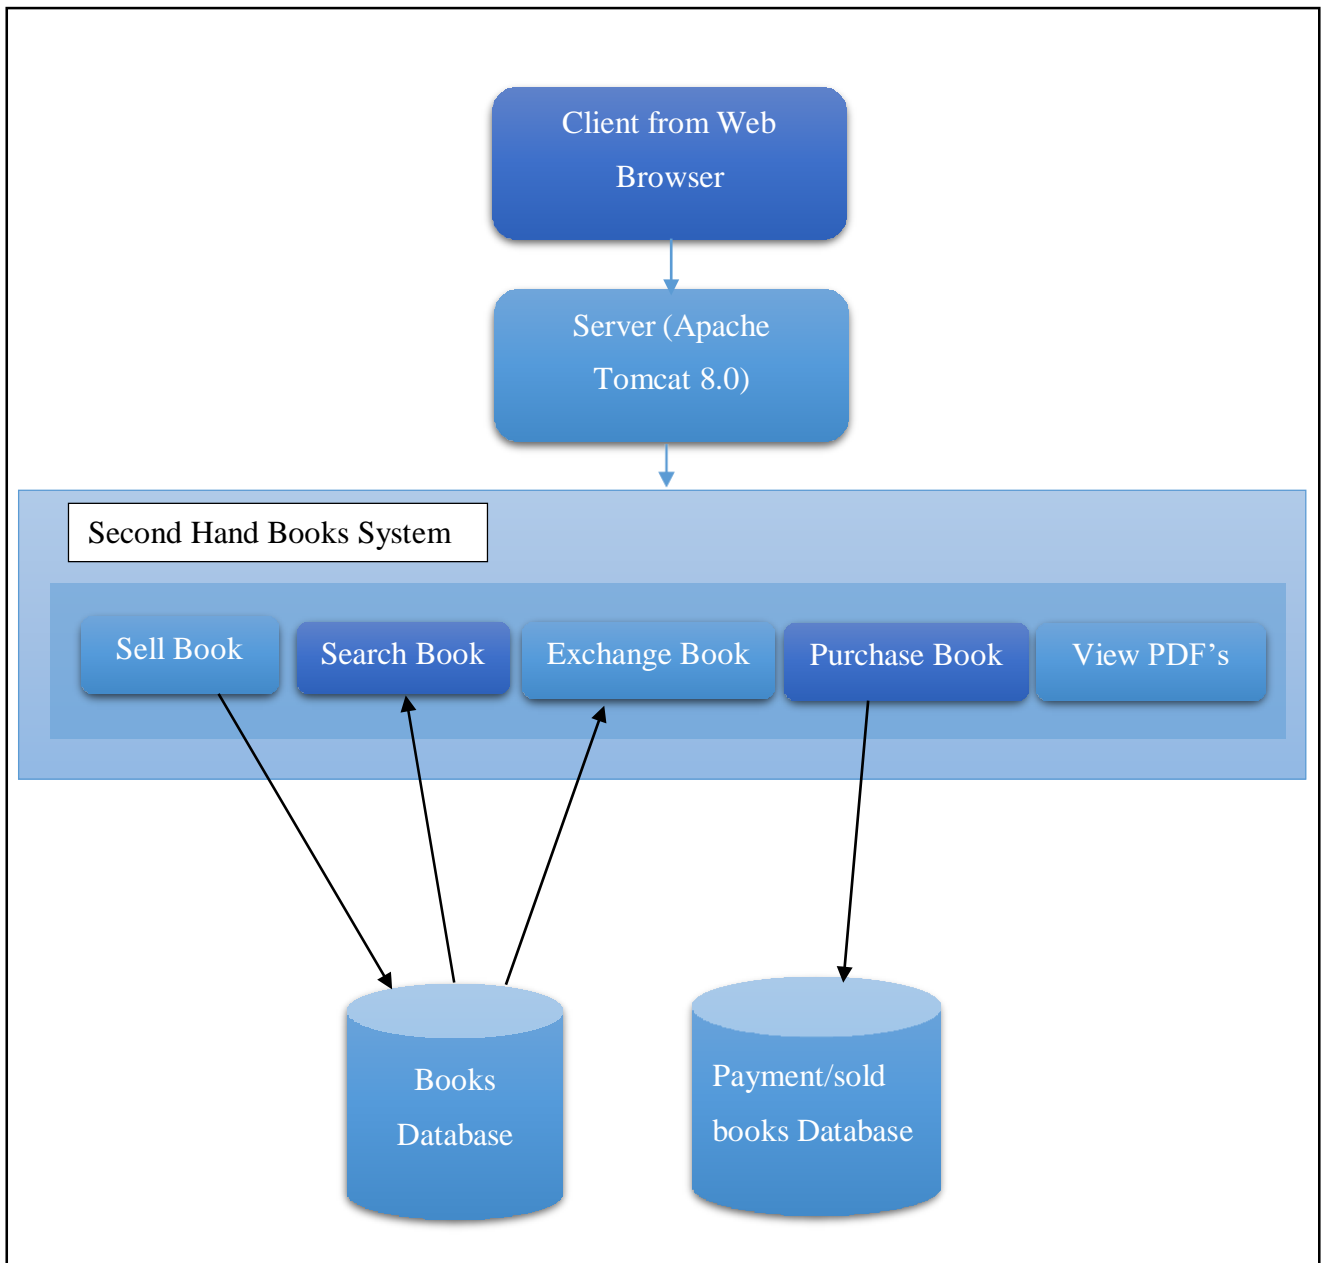 Client from Web
Browser
Server (Apache
Tomcat 8.0)
Second Hand Books System
Sell Book
Search Book
Exchange Book
Purchase Book
View PDF’s
Books
Database
Payment/sold
books Database